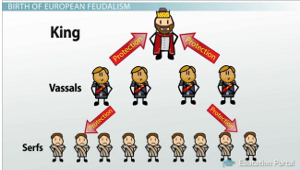 BIRTH OF EUROPEAN FEUDALISM
King
Protection
Protection
Vassals
Protection
Protection
Serfs
Education Portal